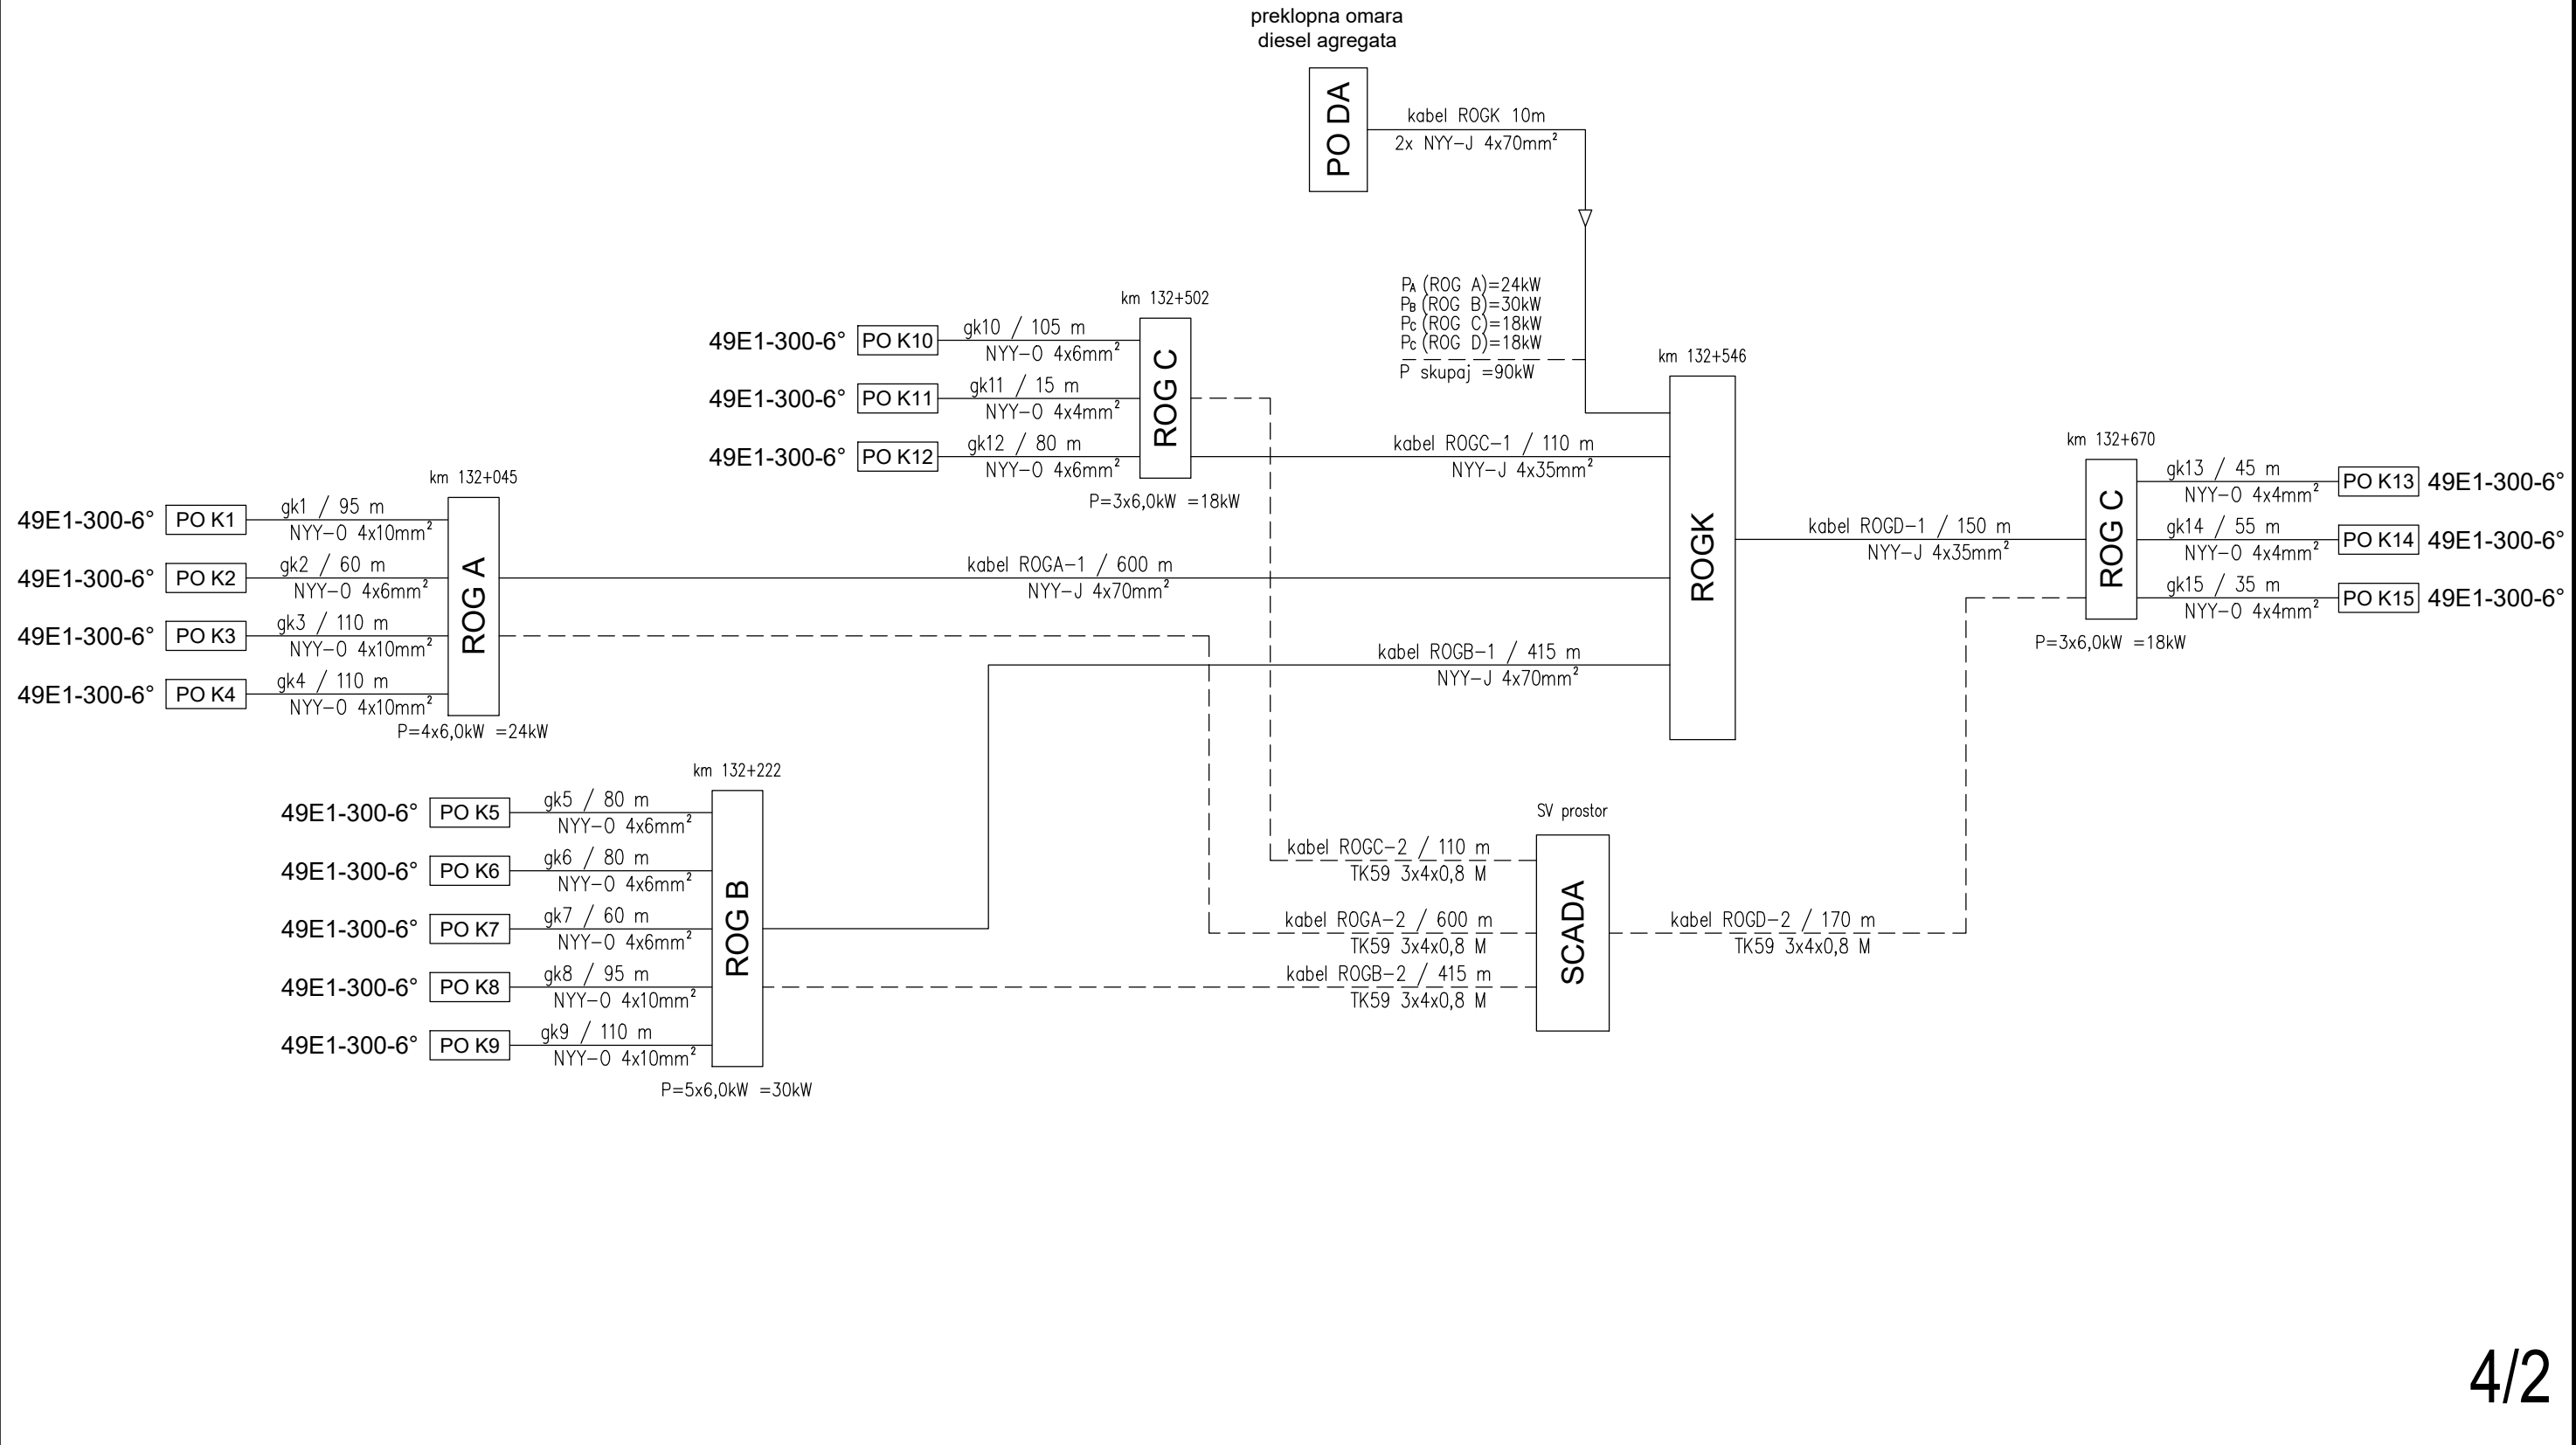 preklopna omara
diesel agregata
PO DA
kabel ROGK 10m
2x NYY-J 4x70mm²
PA (ROG A)=24kW
PB (ROG B)=30kW
Pc (ROG C)=18kW
Pc (ROG D)=18kW
P skupaj =90kW
km 132+546
ROGK
km 132+502
ROG C
49E1-300-6° PO K10 gk10 / 105 m
NYY-O 4x6mm²
49E1-300-6° PO K11 gk11 / 15 m
NYY-O 4x4mm²
49E1-300-6° PO K12 gk12 / 80 m
NYY-O 4x6mm²
P=3x6,0kW =18kW
kabel ROGC-1 / 110 m
NYY-J 4x35mm²
km 132+045
ROG A
49E1-300-6° PO K1 gk1 / 95 m
NYY-O 4x10mm²
49E1-300-6° PO K2 gk2 / 60 m
NYY-O 4x6mm²
49E1-300-6° PO K3 gk3 / 110 m
NYY-O 4x10mm²
49E1-300-6° PO K4 gk4 / 110 m
NYY-O 4x10mm²
P=4x6,0kW =24kW
kabel ROGA-1 / 600 m
NYY-J 4x70mm²
kabel ROGB-1 / 415 m
NYY-J 4x70mm²
kabel ROGD-1 / 150 m
NYY-J 4x35mm²
km 132+670
ROG C
gk13 / 45 m PO K13 49E1-300-6°
NYY-O 4x4mm²
gk14 / 55 m PO K14 49E1-300-6°
NYY-O 4x4mm²
gk15 / 35 m PO K15 49E1-300-6°
NYY-O 4x4mm²
P=3x6,0kW =18kW
km 132+222
ROG B
49E1-300-6° PO K5 gk5 / 80 m
NYY-O 4x6mm²
49E1-300-6° PO K6 gk6 / 80 m
NYY-O 4x6mm²
49E1-300-6° PO K7 gk7 / 60 m
NYY-O 4x6mm²
49E1-300-6° PO K8 gk8 / 95 m
NYY-O 4x10mm²
49E1-300-6° PO K9 gk9 / 110 m
NYY-O 4x10mm²
P=5x6,0kW =30kW
SV prostor
SCADA
kabel ROGC-2 / 110 m
TK59 3x4x0,8 M
kabel ROGA-2 / 600 m
TK59 3x4x0,8 M
kabel ROGB-2 / 415 m
TK59 3x4x0,8 M
kabel ROGD-2 / 170 m
TK59 3x4x0,8 M
4/2